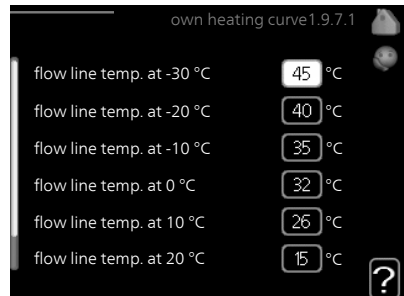 own heating curve1.9.7.1
flow line temp. at -30 °C 45 °C
flow line temp. at -20 °C 40 °C
flow line temp. at -10 °C 35 °C
flow line temp. at 0 °C 32 °C
flow line temp. at 10 °C 26 °C
flow line temp. at 20 °C 15 °C
?